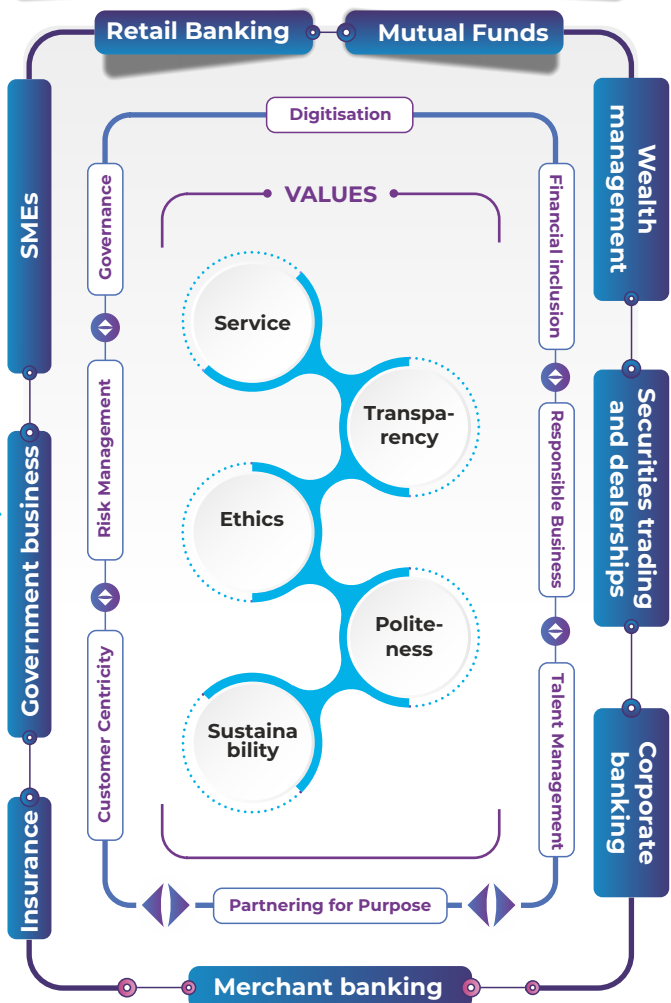 Retail Banking
Mutual Funds
Digitisation
VALUES
SMEs
Government business
Insurance
Governance
Risk Management
Customer Centricity
Service
Transpa-
rency
Ethics
Polite-
ness
Sustaina
bility
Financial inclusion
Responsible Business
Talent Management
Wealth
management
Securities trading
and dealerships
Corporate
banking
Partnering for Purpose
Merchant banking